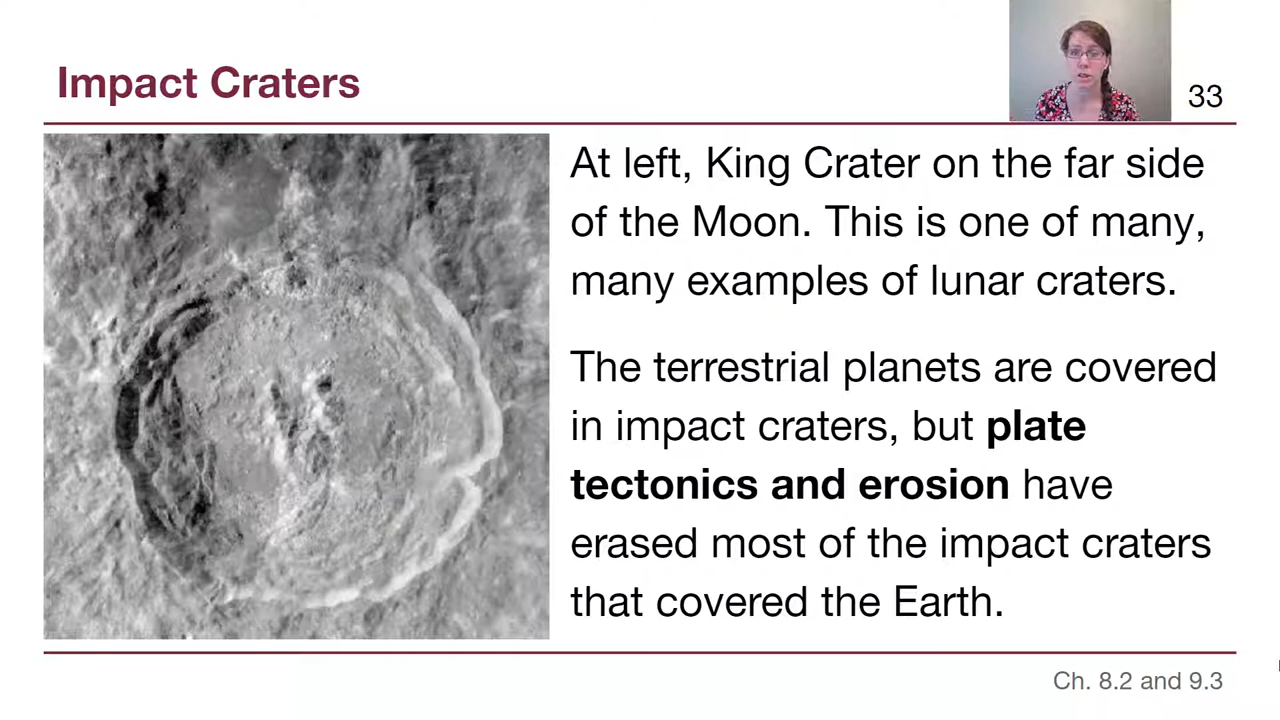 Impact Craters
33
At left, King Crater on the far side
of the Moon. This is one of many,
many examples of lunar craters.
The terrestrial planets are covered
in impact craters, but plate
tectonics and erosion have
erased most of the impact craters
that covered the Earth.
Ch. 8.2 and 9.3